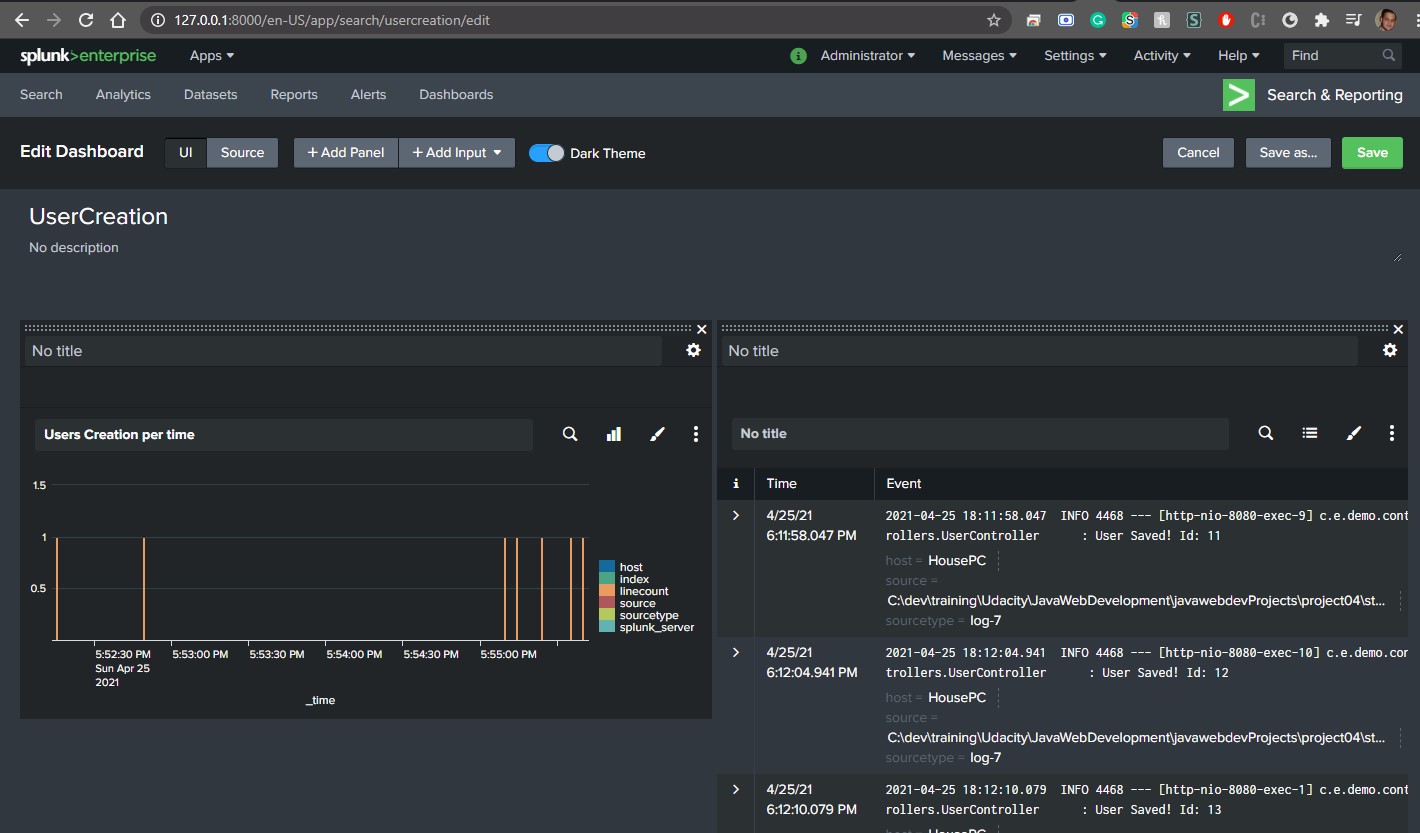 127.0.0.1:8000/en-US/app/search/usercreation/edit
splunk>enterprise Apps Administrator Messages Settings Activity Help Find
Search Analytics Datasets Reports Alerts Dashboards Search & Reporting
Edit Dashboard UI Source + Add Panel + Add Input Dark Theme Cancel Save as... Save
UserCreation
No description
No title
Users Creation per time
1.5
1
0.5
host
index
linecount
source
sourcetype
splunk_server
5:52:30 PM 5:53:00 PM 5:53:30 PM 5:54:00 PM 5:54:30 PM 5:55:00 PM
Sun Apr 25
2021
_time
No title
No title
i Time Event
4/25/21 2021-04-25 18:11:58.047  INFO 4468 --- [http-nio-8080-exec-9] c.e.demo.cont
6:11:58.047 PM rollers.UserController      : User Saved! Id: 11
host = HousePC
source =
C:\dev\training\Udacity\JavaWebDevelopment\javawebdevProjects\project04\st...
sourcetype = log-7
4/25/21 2021-04-25 18:12:04.941  INFO 4468 --- [http-nio-8080-exec-10] c.e.demo.con
6:12:04.941 PM trollers.UserController      : User Saved! Id: 12
host = HousePC
source =
C:\dev\training\Udacity\JavaWebDevelopment\javawebdevProjects\project04\st...
sourcetype = log-7
4/25/21 2021-04-25 18:12:10.079  INFO 4468 --- [http-nio-8080-exec-1] c.e.demo.cont
6:12:10.079 PM rollers.UserController      : User Saved! Id: 13